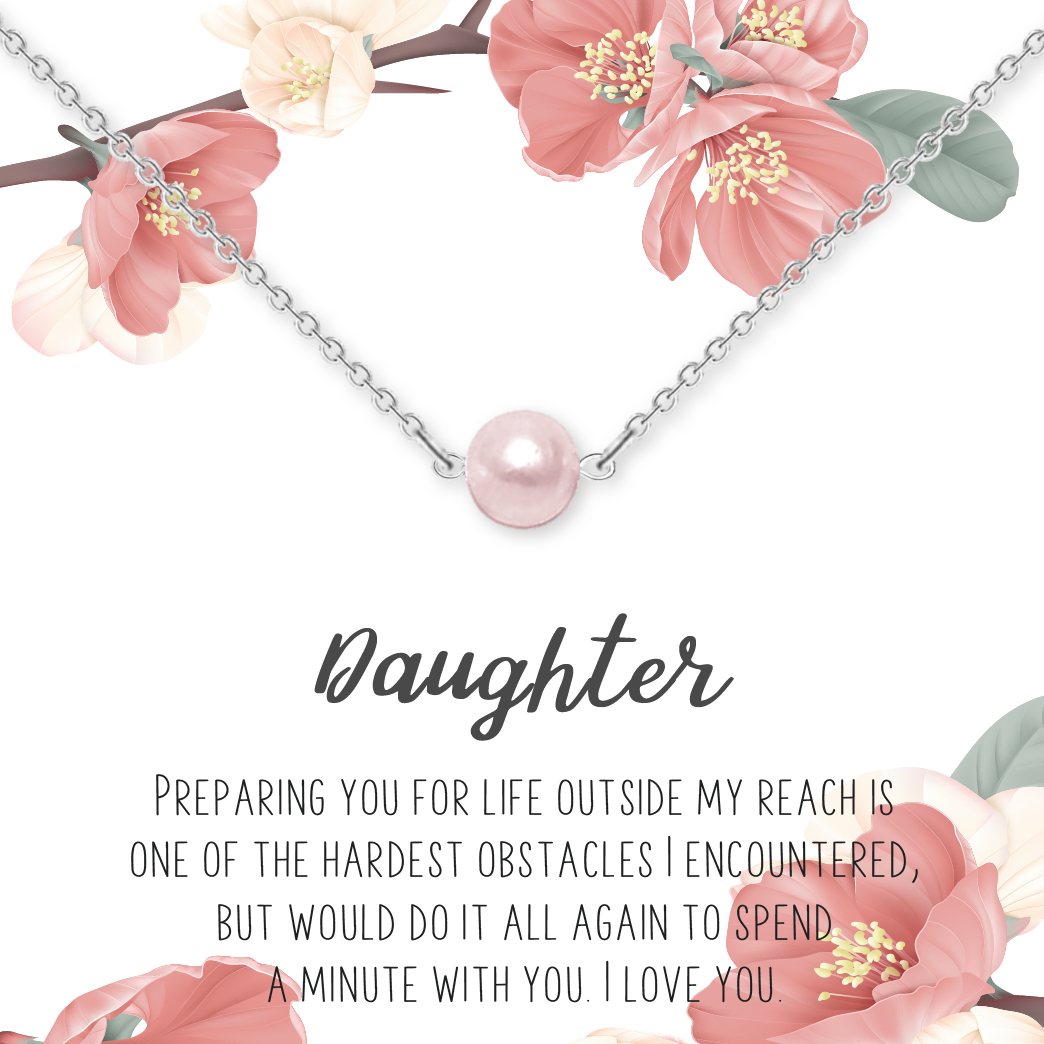 Daughter
PREPARING YOU FOR LIFE OUTSIDE MY REACH IS
ONE OF THE HARDEST OBSTACLES I ENCOUNTERED,
BUT WOULD DO IT ALL AGAIN TO SPEND
A MINUTE WITH YOU. I LOVE YOU.